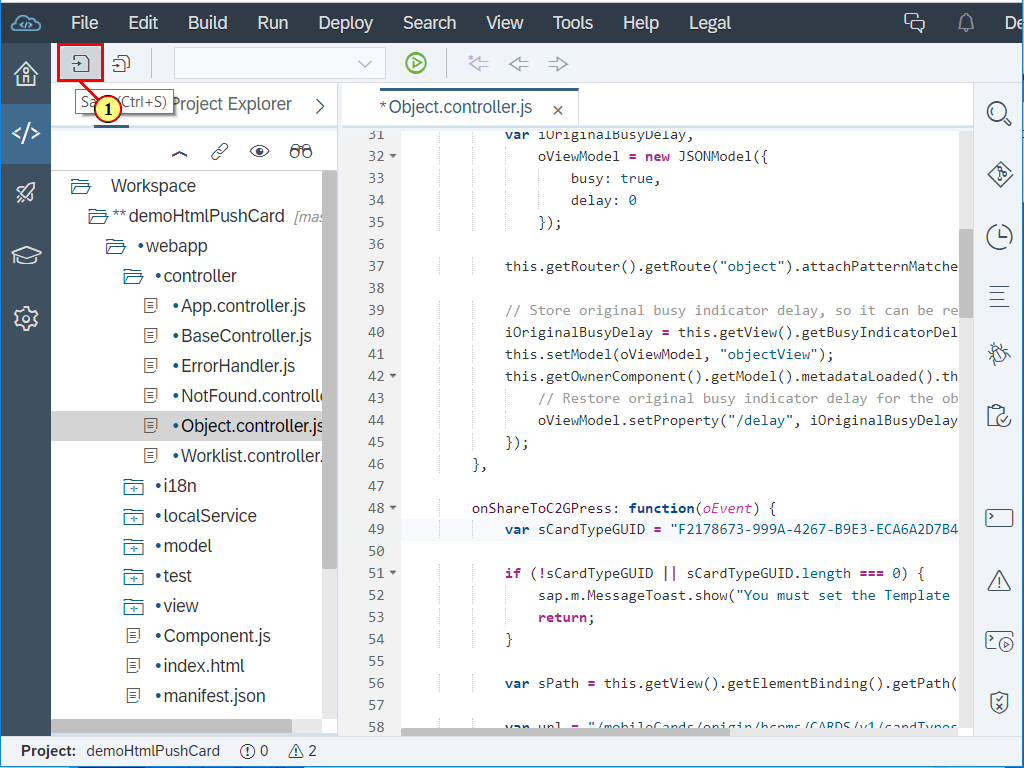 File Edit Build Run Deploy Search View Tools Help Legal De
Sa (Ctrl+S)
1
Project Explorer
*Object.controller.js ×
Workspace
** demoHtmlPushCard [mas
•webapp
•controller
•App.controller.js
•BaseController.js
•ErrorHandler.js
•NotFound.controlle
•Object.controller.js
•Worklist.controller.
•i18n
•localService
•model
•test
•view
•Component.js
•index.html
•manifest.json
31 var iOriginalBusyDelay,
32 oViewModel = new JSONModel({
33 busy: true,
34 delay: 0
35 });
36
37 this.getRouter().getRoute("object").attachPatternMatche
38
39 // Store original busy indicator delay, so it can be re
40 iOriginalBusyDelay = this.getView().getBusyIndicatorDel
41 this.setModel(oViewModel, "objectView");
42 this.getOwnerComponent().getModel().metadataLoaded().th
43 // Restore original busy indicator delay for the ob
44 oViewModel.setProperty("/delay", iOriginalBusyDelay
45 });
46 },
47
48 onShareToC2GPress: function(oEvent) {
49 var sCardTypeGUID = "F2178673-999A-4267-B9E3-ECA6A2D7B4
50
51 if (!sCardTypeGUID || sCardTypeGUID.length === 0) {
52 sap.m.MessageToast.show("You must set the Template
53 return;
54 }
55
56 var sPath = this.getView().getElementBinding().getPath(
57
58 var url = "/mobileCards/origin/hcpms/CARDS/v1/cardTypes
Project: demoHtmlPushCard 0 2